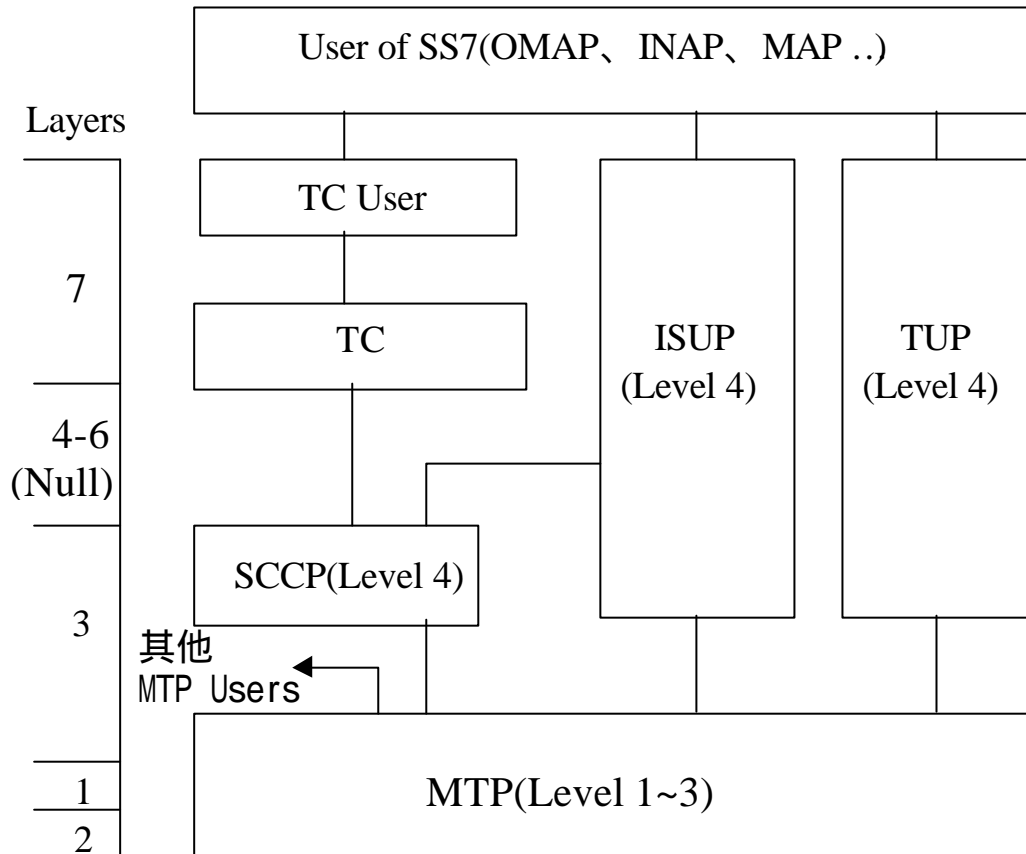 User of SS7(OMAP、INAP、MAP ..)
Layers
TC User
7
TC
ISUP
(Level 4)
TUP
(Level 4)
4-6
(Null)
SCCP(Level 4)
3
其他
MTP Users
MTP(Level 1~3)
1
2